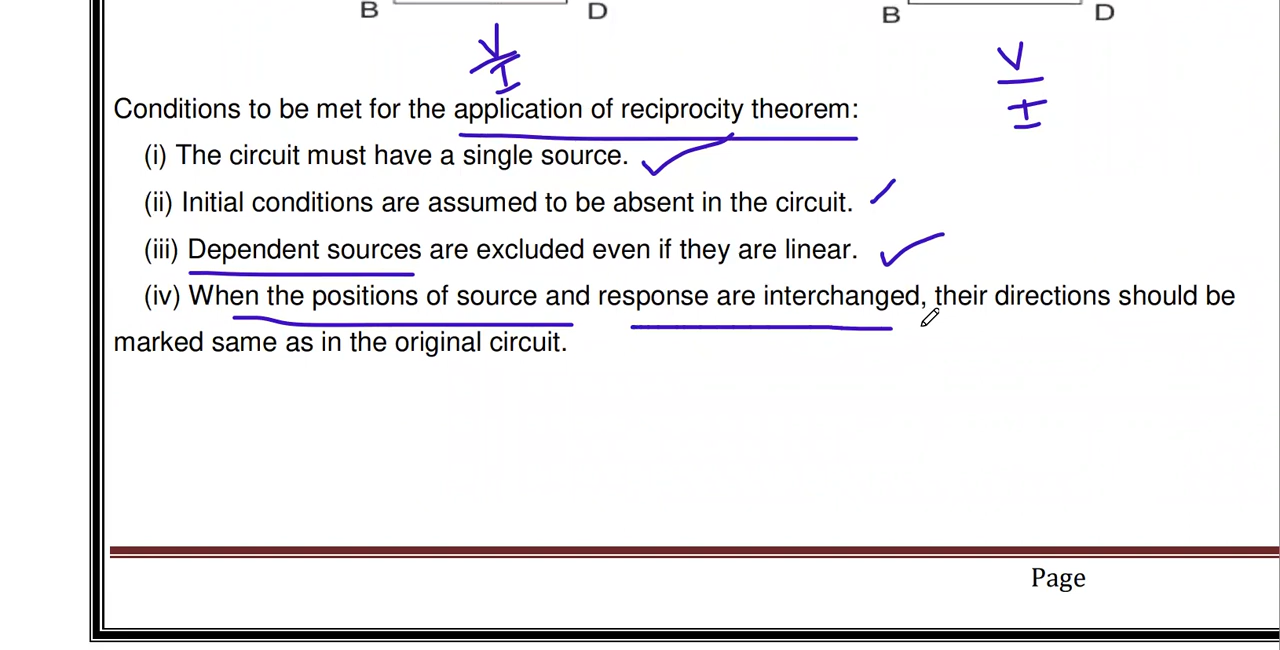 B D B D
V/I V/I
Conditions to be met for the application of reciprocity theorem:
(i) The circuit must have a single source.
(ii) Initial conditions are assumed to be absent in the circuit.
(iii) Dependent sources are excluded even if they are linear.
(iv) When the positions of source and response are interchanged, their directions should be
marked same as in the original circuit.
Page